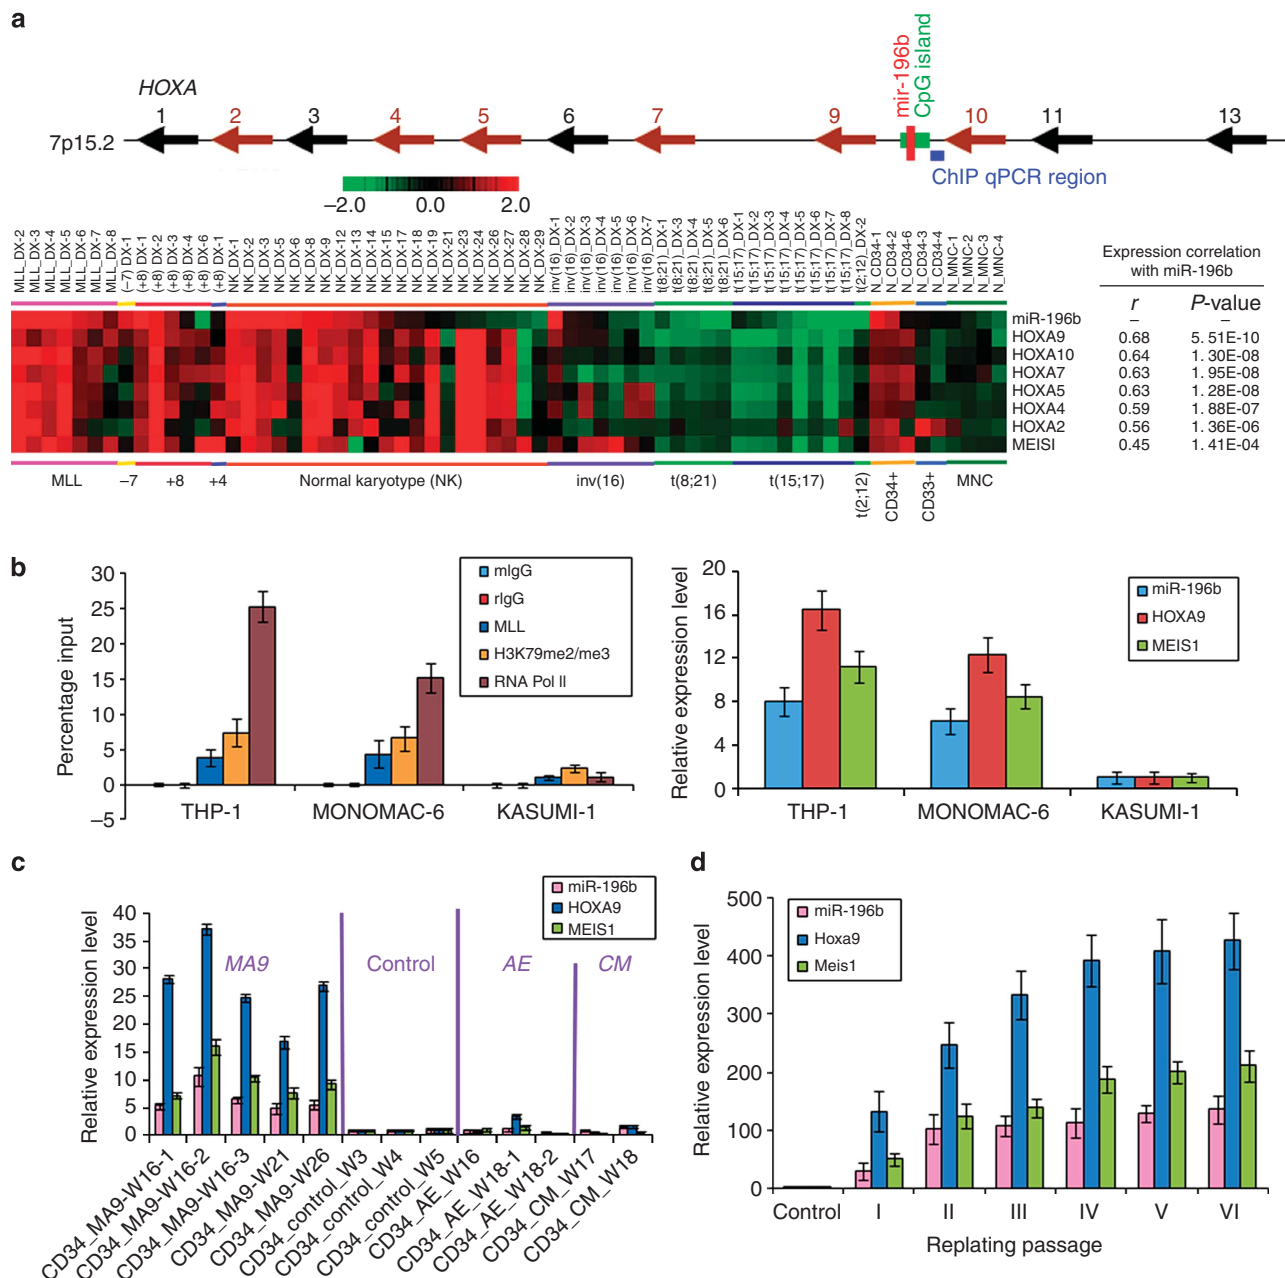 a
HOXA
1 2 3 4 5 6 7 9 mir-196b CpG island 10 11 13
7p15.2
ChIP qPCR region
–2.0 0.0 2.0
MLL_DX-2 MLL_DX-3 MLL_DX-4 MLL_DX-5 MLL_DX-6 MLL_DX-7 MLL_DX-8 (–7)_DX-1 (+8)_DX-1 (+8)_DX-2 (+8)_DX-3 (+8)_DX-4 (+8)_DX-6 (+8)_DX-1 NK_DX-1 NK_DX-2 NK_DX-3 NK_DX-5 NK_DX-6 NK_DX-8 NK_DX-9 NK_DX-12 NK_DX-13 NK_DX-14 NK_DX-15 NK_DX-17 NK_DX-18 NK_DX-19 NK_DX-21 NK_DX-23 NK_DX-24 NK_DX-26 NK_DX-27 NK_DX-28 NK_DX-29 inv(16)_DX-1 inv(16)_DX-2 inv(16)_DX-3 inv(16)_DX-4 inv(16)_DX-5 inv(16)_DX-6 inv(16)_DX-7 t(8;21)_DX-1 t(8;21)_DX-3 t(8;21)_DX-4 t(8;21)_DX-5 t(8;21)_DX-6 t(15;17)_DX-1 t(15;17)_DX-2 t(15;17)_DX-3 t(15;17)_DX-4 t(15;17)_DX-5 t(15;17)_DX-6 t(15;17)_DX-7 t(15;17)_DX-8 t(2;12)_DX-2 N_CD34-1 N_CD34-2 N_CD34-6 N_CD34-3 N_CD34-4 N_MNC-1 N_MNC-2 N_MNC-3 N_MNC-4
Expression correlation
with miR-196b
r P-value
miR-196b – –
HOXA9 0.68 5.51E-10
HOXA10 0.64 1.30E-08
HOXA7 0.63 1.95E-08
HOXA5 0.63 1.28E-08
HOXA4 0.59 1.88E-07
HOXA2 0.56 1.36E-06
MEISI 0.45 1.41E-04
MLL –7 +8 +4 Normal karyotype (NK) inv(16) t(8;21) t(15;17) t(2;12) CD34+ CD33+ MNC
b
Percentage input
30
25
20
15
10
5
0
–5
mIgG
rIgG
MLL
H3K79me2/me3
RNA Pol II
THP-1 MONOMAC-6 KASUMI-1
Relative expression level
20
16
12
8
4
0
miR-196b
HOXA9
MEIS1
THP-1 MONOMAC-6 KASUMI-1
c
Relative expression level
40
35
30
25
20
15
10
5
0
miR-196b
HOXA9
MEIS1
MA9 Control AE CM
CD34_MA9-W16-1 CD34_MA9-W16-2 CD34_MA9-W16-3 CD34_MA9-W21 CD34_MA9-W26 CD34_control_W3 CD34_control_W4 CD34_control_W5 CD34_AE_W16 CD34_AE_W18-1 CD34_AE_W18-2 CD34_CM_W17 CD34_CM_W18
d
Relative expression level
500
400
300
200
100
0
miR-196b
Hoxa9
Meis1
Control I II III IV V VI
Replating passage